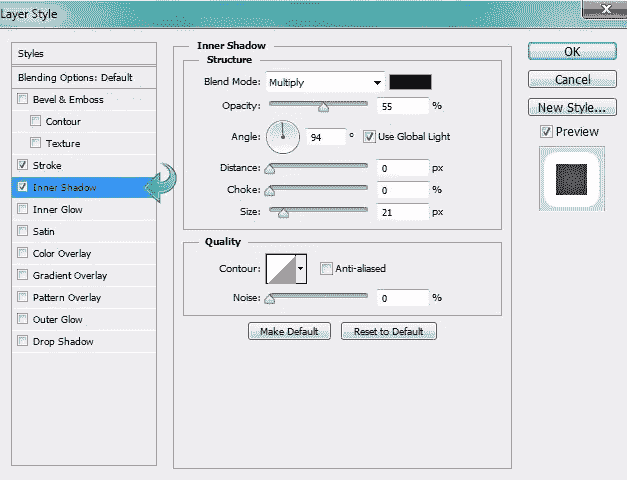 Layer Style
Styles
Blending Options: Default
Bevel & Emboss
Contour
Texture
Stroke
Inner Shadow
Inner Glow
Satin
Color Overlay
Gradient Overlay
Pattern Overlay
Outer Glow
Drop Shadow
Inner Shadow
Structure
Blend Mode: Multiply
Opacity: 55 %
Angle: 94 ° Use Global Light
Distance: 0 px
Choke: 0 %
Size: 21 px
Quality
Contour: Anti-aliased
Noise: 0 %
Make Default Reset to Default
OK
Cancel
New Style...
Preview